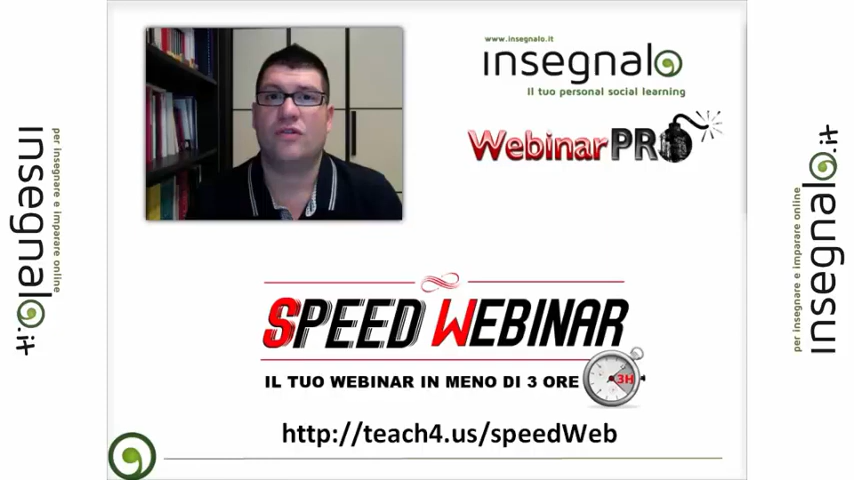 www.insegnalo.it
insegnalo
Il tuo personal social learning
WebinarPRO
insegnalo.it
per insegnare e imparare online
SPEED WEBINAR
IL TUO WEBINAR IN MENO DI 3 ORE
3H
http://teach4.us/speedWeb
per insegnare e imparare online
insegnalo.it